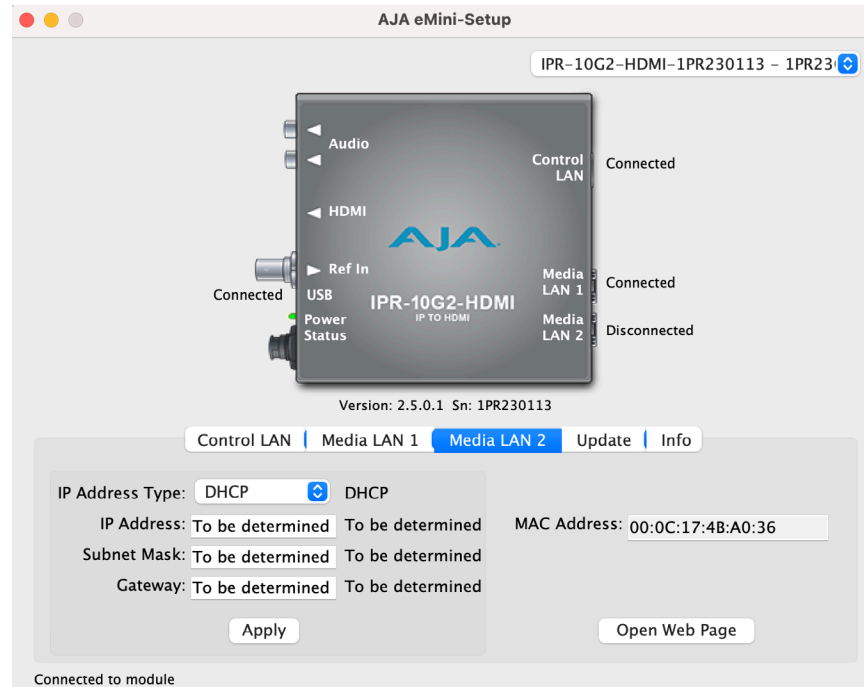 AJA eMini-Setup
IPR-10G2-HDMI-1PR230113 - 1PR23
Audio
Control
LAN
Connected
HDMI
AJA
Ref In
Connected
USB
IPR-10G2-HDMI
IP TO HDMI
Media
LAN 1
Connected
Power
Status
Media
LAN 2
Disconnected
Version: 2.5.0.1 Sn: 1PR230113
Control LAN Media LAN 1 Media LAN 2 Update Info
IP Address Type: DHCP DHCP
IP Address: To be determined To be determined
MAC Address: 00:0C:17:4B:A0:36
Subnet Mask: To be determined To be determined
Gateway: To be determined To be determined
Apply
Open Web Page
Connected to module